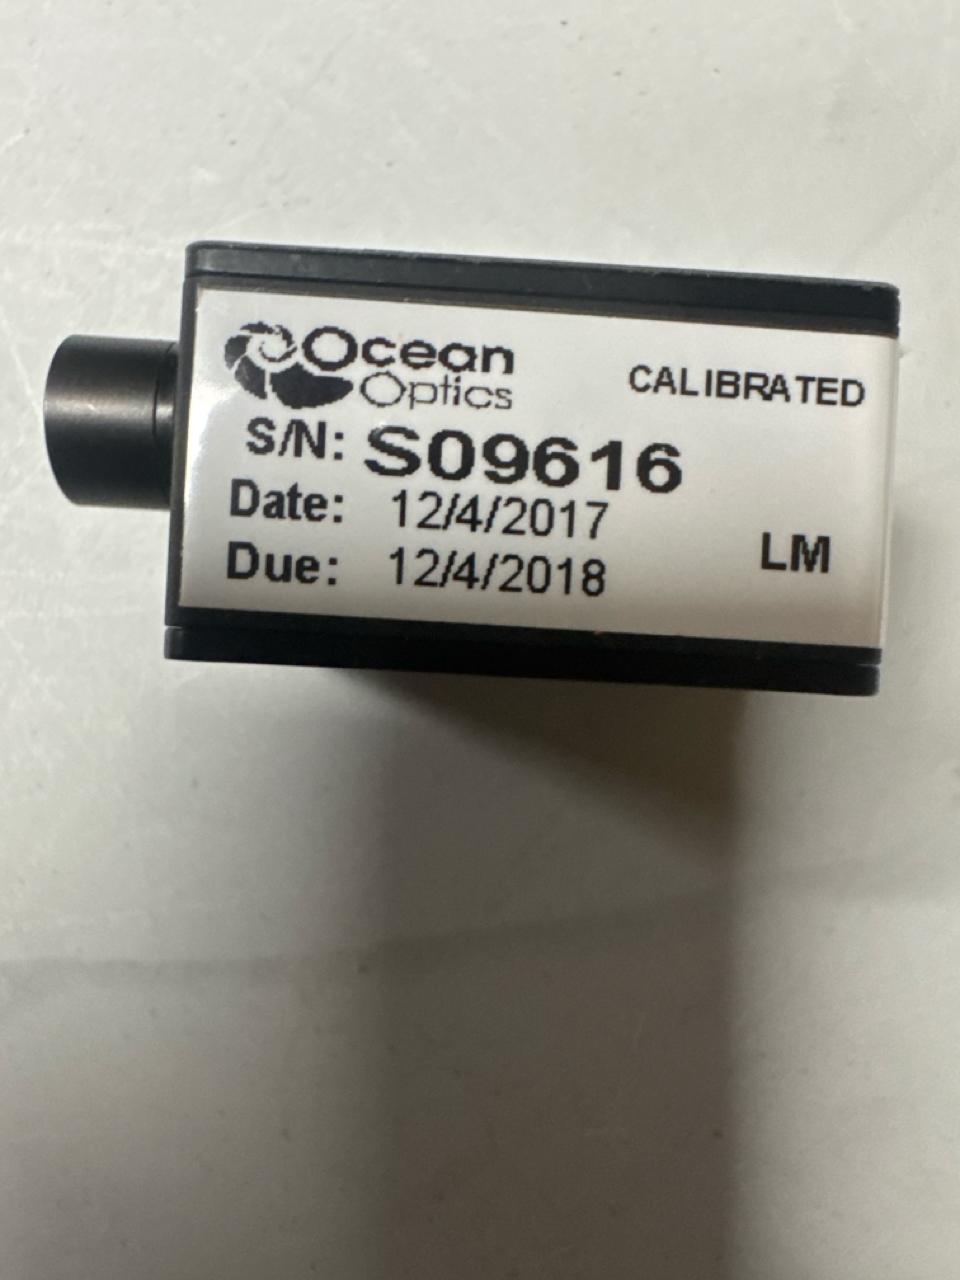 Ocean
Optics
CALIBRATED
S/N: S09616
Date: 12/4/2017
Due: 12/4/2018
LM